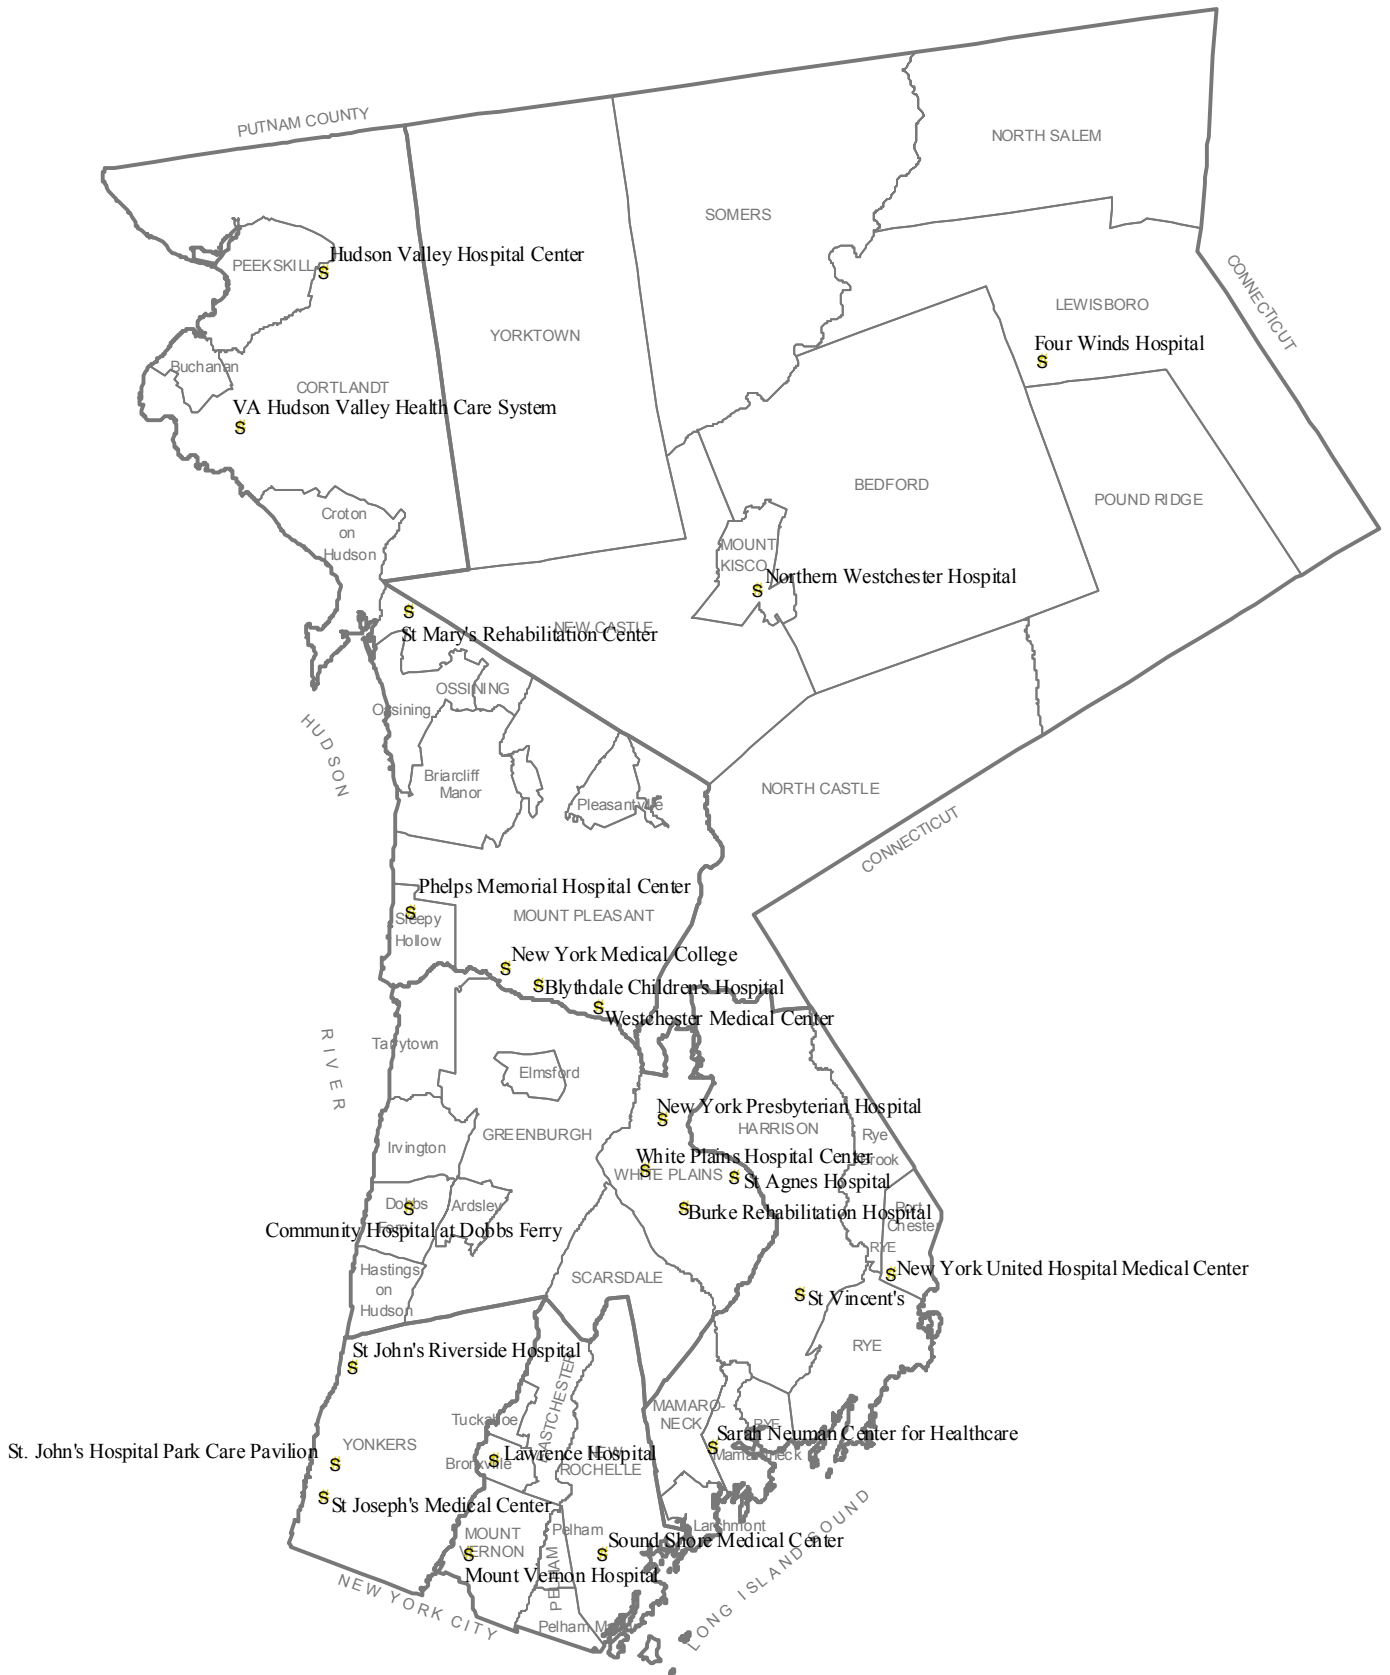 PUTNAM COUNTY
NORTH SALEM
SOMERS
Hudson Valley Hospital Center
PEEKSKILL
S
CONNECTICUT
LEWISBORO
YORKTOWN
Four Winds Hospital
S
Buchanan
CORTLANDT
VA Hudson Valley Health Care System
S
BEDFORD
POUND RIDGE
Croton
on
Hudson
MOUNT
KISCO
Northern Westchester Hospital
S
S
NEW CASTLE
St Mary's Rehabilitation Center
OSSINING
Ossining
HUDSON
Briarcliff
Manor
Pleasantville
NORTH CASTLE
CONNECTICUT
Phelps Memorial Hospital Center
S
Sleepy
Hollow
MOUNT PLEASANT
New York Medical College
S
S
Blythdale Children's Hospital
S
Westchester Medical Center
RIVER
Tarrytown
Elmsford
New York Presbyterian Hospital
S
HARRISON
GREENBURGH
Rye
Brook
Irvington
White Plains Hospital Center
S
WHITE PLAINS
S
St Agnes Hospital
Dobbs
Ferry
S
Ardsley
S
Burke Rehabilitation Hospital
Port
Chester
Community Hospital at Dobbs Ferry
RYE
Hastings
on
Hudson
SCARSDALE
S
New York United Hospital Medical Center
S
St Vincent's
St John's Riverside Hospital
S
RYE
EASTCHESTER
MAMARO-
NECK
Tuckahoe
RYE
Sarah Neuman Center for Healthcare
S
Mamaroneck
St. John's Hospital Park Care Pavilion
S
YONKERS
Bronxville
S
Lawrence Hospital
NEW
ROCHELLE
S
St Joseph's Medical Center
Larchmont
MOUNT
VERNON
S
Pelham
Sound Shore Medical Center
S
Mount Vernon Hospital
PELHAM
NEW YORK CITY
Pelham Manor
LONG ISLAND SOUND